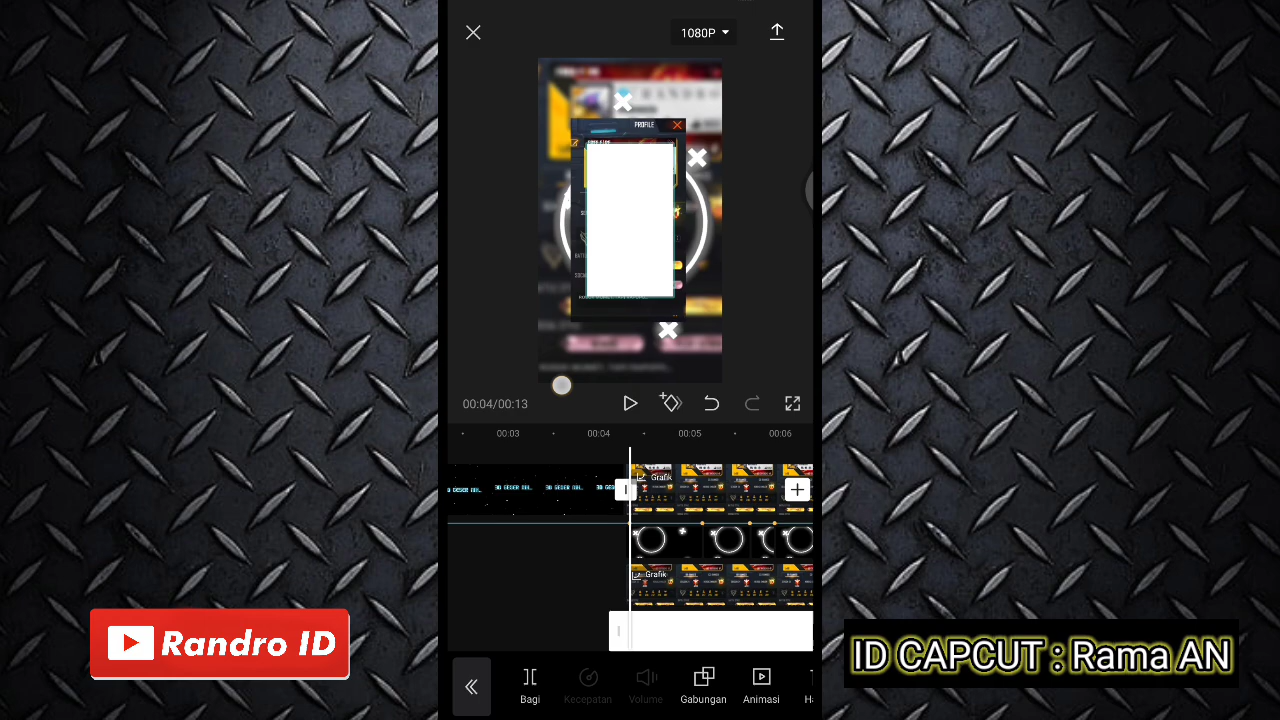 1080P
PROFILE
00:04/00:13
00:03
00:04
00:05
00:06
Grafik
Grafik
Randro ID
ID CAPCUT : Rama AN
Bagi
Kecepatan
Volume
Gabungan
Animasi